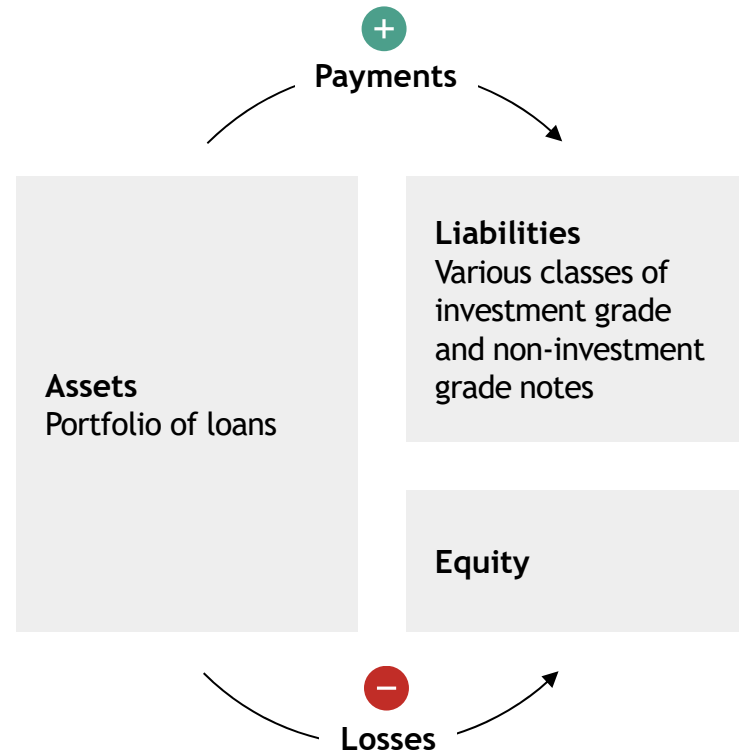 +
Payments
Assets
Portfolio of loans
Liabilities
Various classes of
investment grade
and non-investment
grade notes
Equity
−
Losses